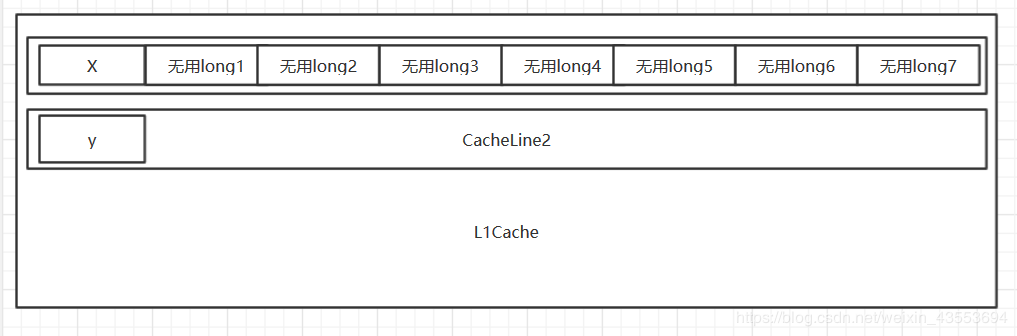 X 无用long1 无用long2 无用long3 无用long4 无用long5 无用long6 无用long7
y CacheLine2
L1Cache
https://blog.csdn.net/weixin_43553694